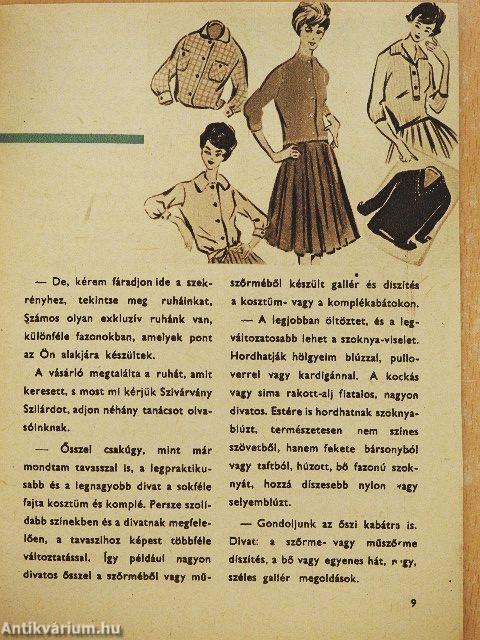 — De, kérem fáradjon ide a szek-
rényhez, tekintse meg ruháinkat,
Számos olyan exkluzív ruhánk van,
különféle fazonokban, amelyek pont
az Ön alakjára készültek.
A vásárló megtalálta a ruhát, amit
keresett, s most mi kérjük Szivárvány
Szilárdot, adjon néhány tanácsot olva-
sóinknak.
— Ősszel csakúgy, mint már
mondtam tavasszal is, a legpraktiku-
sabb és a legnagyobb divat a sokféle
fajta kosztüm és komplé. Persze szolí-
dabb színekben és a divatnak megfele-
lően, a tavaszihoz képest többféle
változtatással. Így például nagyon
divatos ősszel a szőrméből vagy mű-
szőrméből készült gallér és díszítés
a kosztüm- vagy a komplékabátokon.
— A legjobban öltöztet, és a leg-
változatosabb lehet a szoknya-viselet.
Hordhatják hölgyeim blúzzal, pullo-
verrel vagy kardigánnal. A kockás
vagy sima rakott-alj fiatalos, nagyon
divatos. Estére is hordhatnak szoknya-
blúzt, természetesen nem színes
szövetből, hanem fekete bársonyból
vagy taftból, húzott, bő fazonú szok-
nyát, hozzá díszesebb nylon vagy
selyemblúzt.
— Gondoljunk az őszi kabátra is.
Divat: a szőrme- vagy műszőrme
díszítés, a bő vagy egyenes hát, nagy,
széles gallér megoldások.
9
Antikvárium.hu